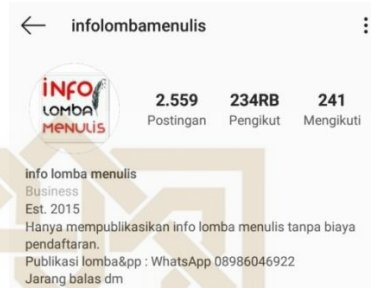 infolombamenulis
iNFO
LOMBA
MENULIS
2.559 234RB 241
Postingan Pengikut Mengikuti
info lomba menulis
Business
Est. 2015
Hanya mempublikasikan info lomba menulis tanpa biaya
pendaftaran.
Publikasi lomba&pp : WhatsApp 08986046922
Jarang balas dm